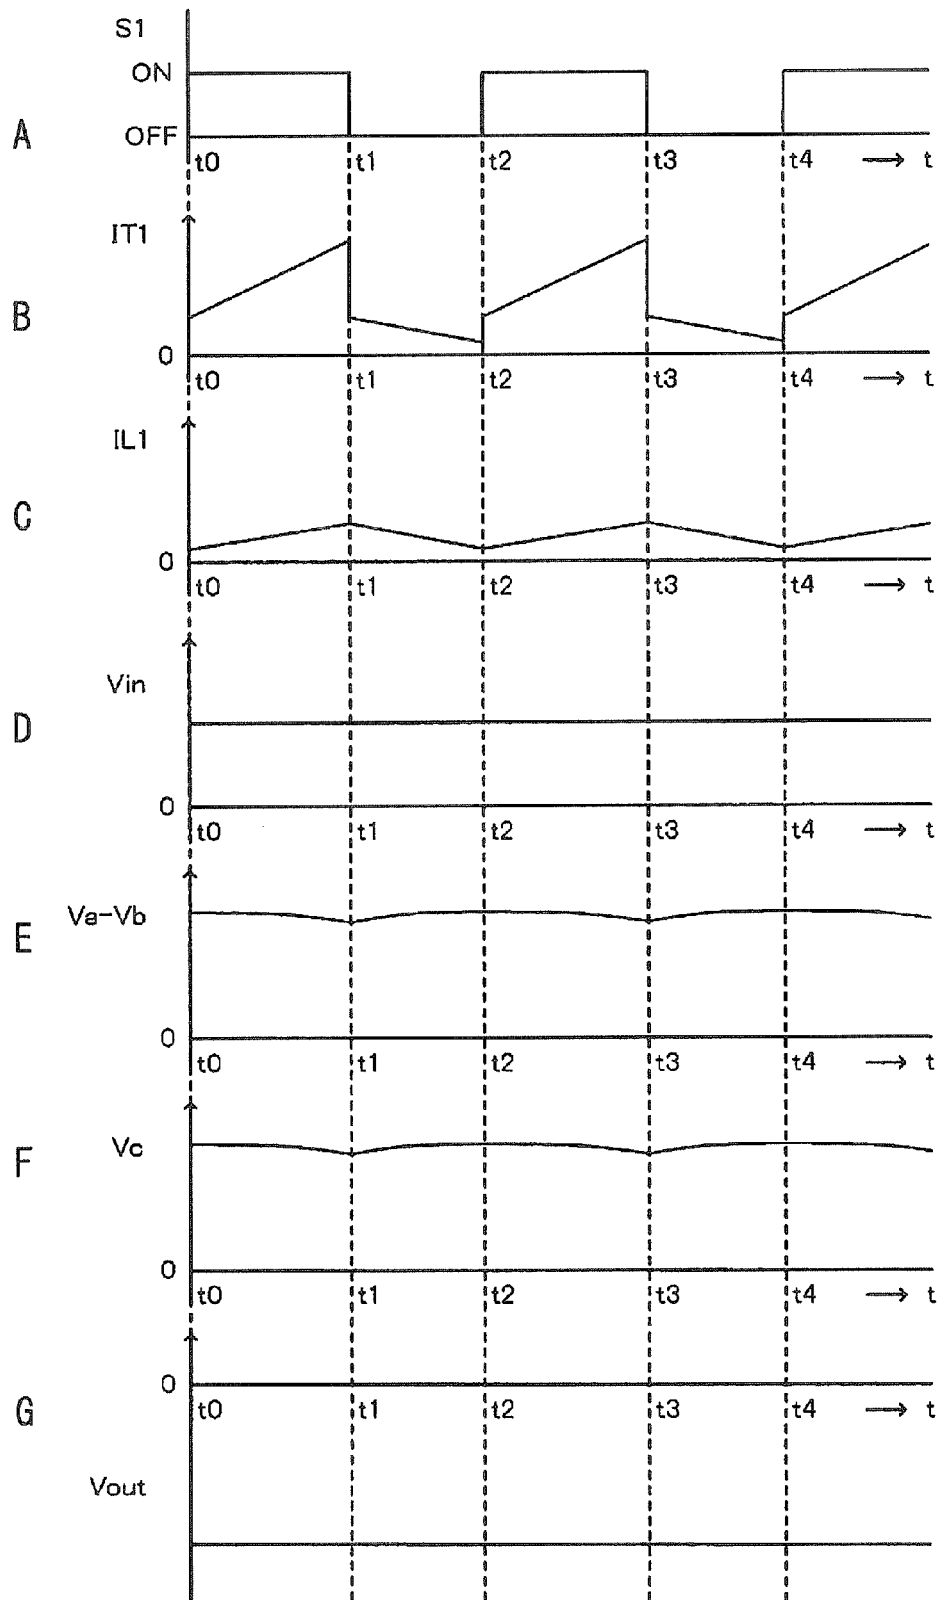 S1
ON
A
OFF
t0 t1 t2 t3 t4 → t
IT1
B
0
t0 t1 t2 t3 t4 → t
IL1
C
0
t0 t1 t2 t3 t4 → t
Vin
D
0
t0 t1 t2 t3 t4 → t
Va-Vb
E
0
t0 t1 t2 t3 t4 → t
Vc
F
0
t0 t1 t2 t3 t4 → t
0
G
t0 t1 t2 t3 t4 → t
Vout